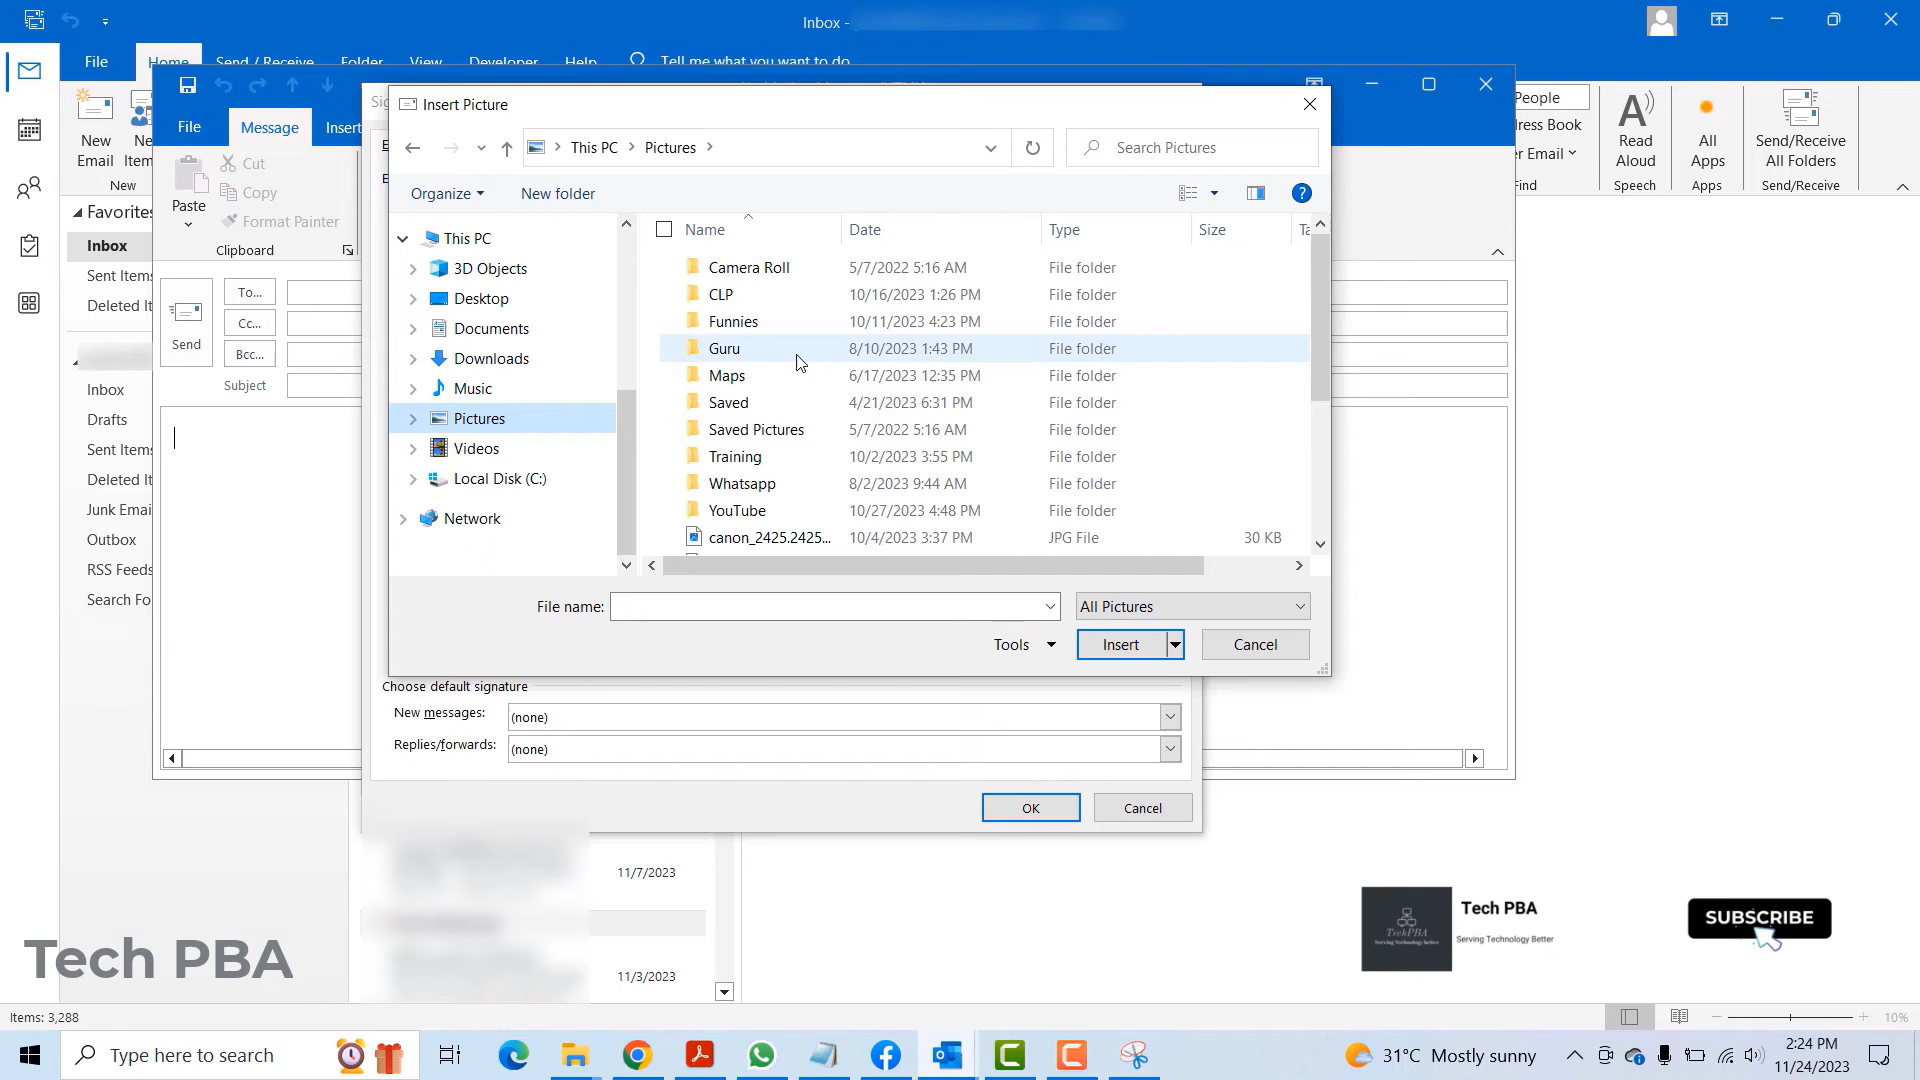 Inbox -
File Home Send / Receive Folder View Developer Help Tell me what you want to do
New
Email
New
Items
New
File Message Insert
Paste
Cut
Copy
Format Painter
Clipboard
People
Address Book
Read
Aloud
Speech
All
Apps
Apps
Send/Receive
All Folders
Send/Receive
Favorites
Inbox
Sent Items
Deleted It
Inbox
Drafts
Sent Items
Deleted It
Junk Emai
Outbox
RSS Feeds
Search Fo
Send
To...
Cc...
Bcc...
Subject
Insert Picture
This PC Pictures
Search Pictures
Organize New folder
This PC
3D Objects
Desktop
Documents
Downloads
Music
Pictures
Videos
Local Disk (C:)
Network
Name Date Type Size
Camera Roll 5/7/2022 5:16 AM File folder
CLP 10/16/2023 1:26 PM File folder
Funnies 10/11/2023 4:23 PM File folder
Guru 8/10/2023 1:43 PM File folder
Maps 6/17/2023 12:35 PM File folder
Saved 4/21/2023 6:31 PM File folder
Saved Pictures 5/7/2022 5:16 AM File folder
Training 10/2/2023 3:55 PM File folder
Whatsapp 8/2/2023 9:44 AM File folder
YouTube 10/27/2023 4:48 PM File folder
canon_2425.2425... 10/4/2023 3:37 PM JPG File 30 KB
File name: All Pictures
Tools Insert Cancel
Choose default signature
New messages: (none)
Replies/forwards: (none)
OK Cancel
11/7/2023
11/3/2023
Tech PBA
TechPBA
Serving Technology Better
Tech PBA
Serving Technology Better
SUBSCRIBE
Items: 3,288
10%
Type here to search
31°C Mostly sunny
2:24 PM
11/24/2023